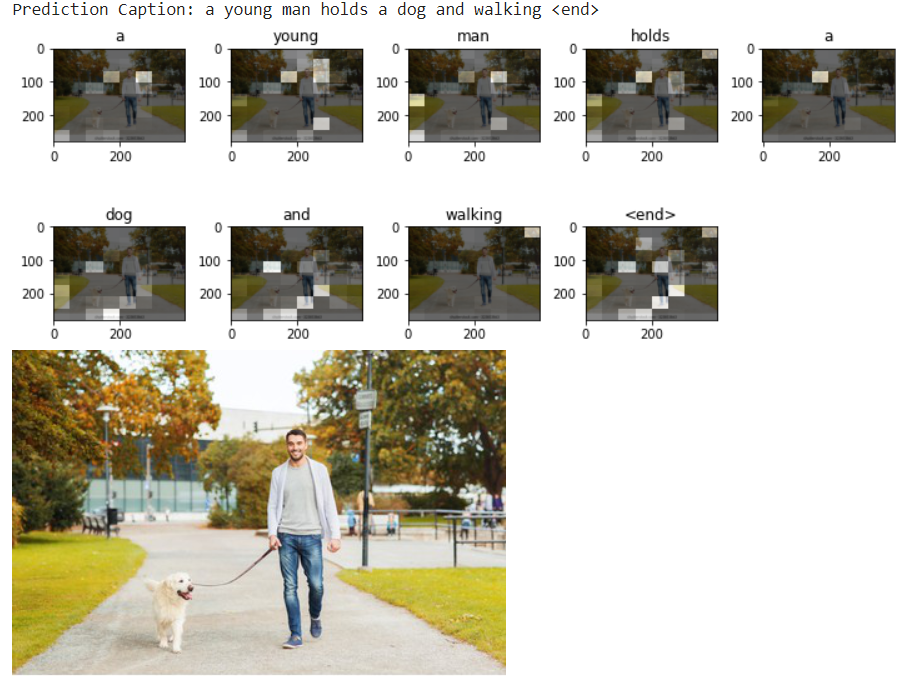 Prediction Caption: a young man holds a dog and walking <end>
a young man holds a
0 0 0 0 0
100 100 100 100 100
200 200 200 200 200
0 200 0 200 0 200 0 200 0 200
dog and walking <end>
0 0 0 0
100 100 100 100
200 200 200 200
0 200 0 200 0 200 0 200